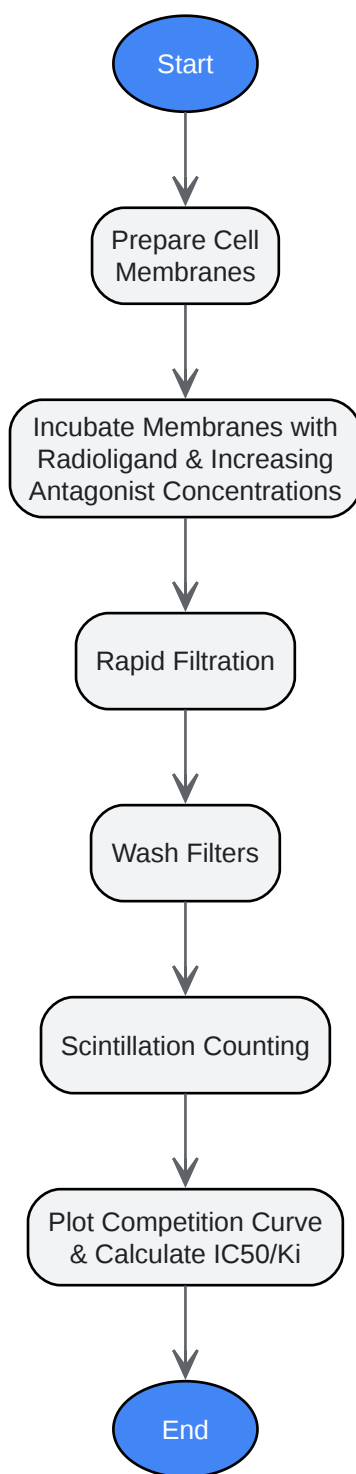 Start
Prepare Cell
Membranes
Incubate Membranes with
Radioligand & Increasing
Antagonist Concentrations
Rapid Filtration
Wash Filters
Scintillation Counting
Plot Competition Curve
& Calculate IC50/Ki
End